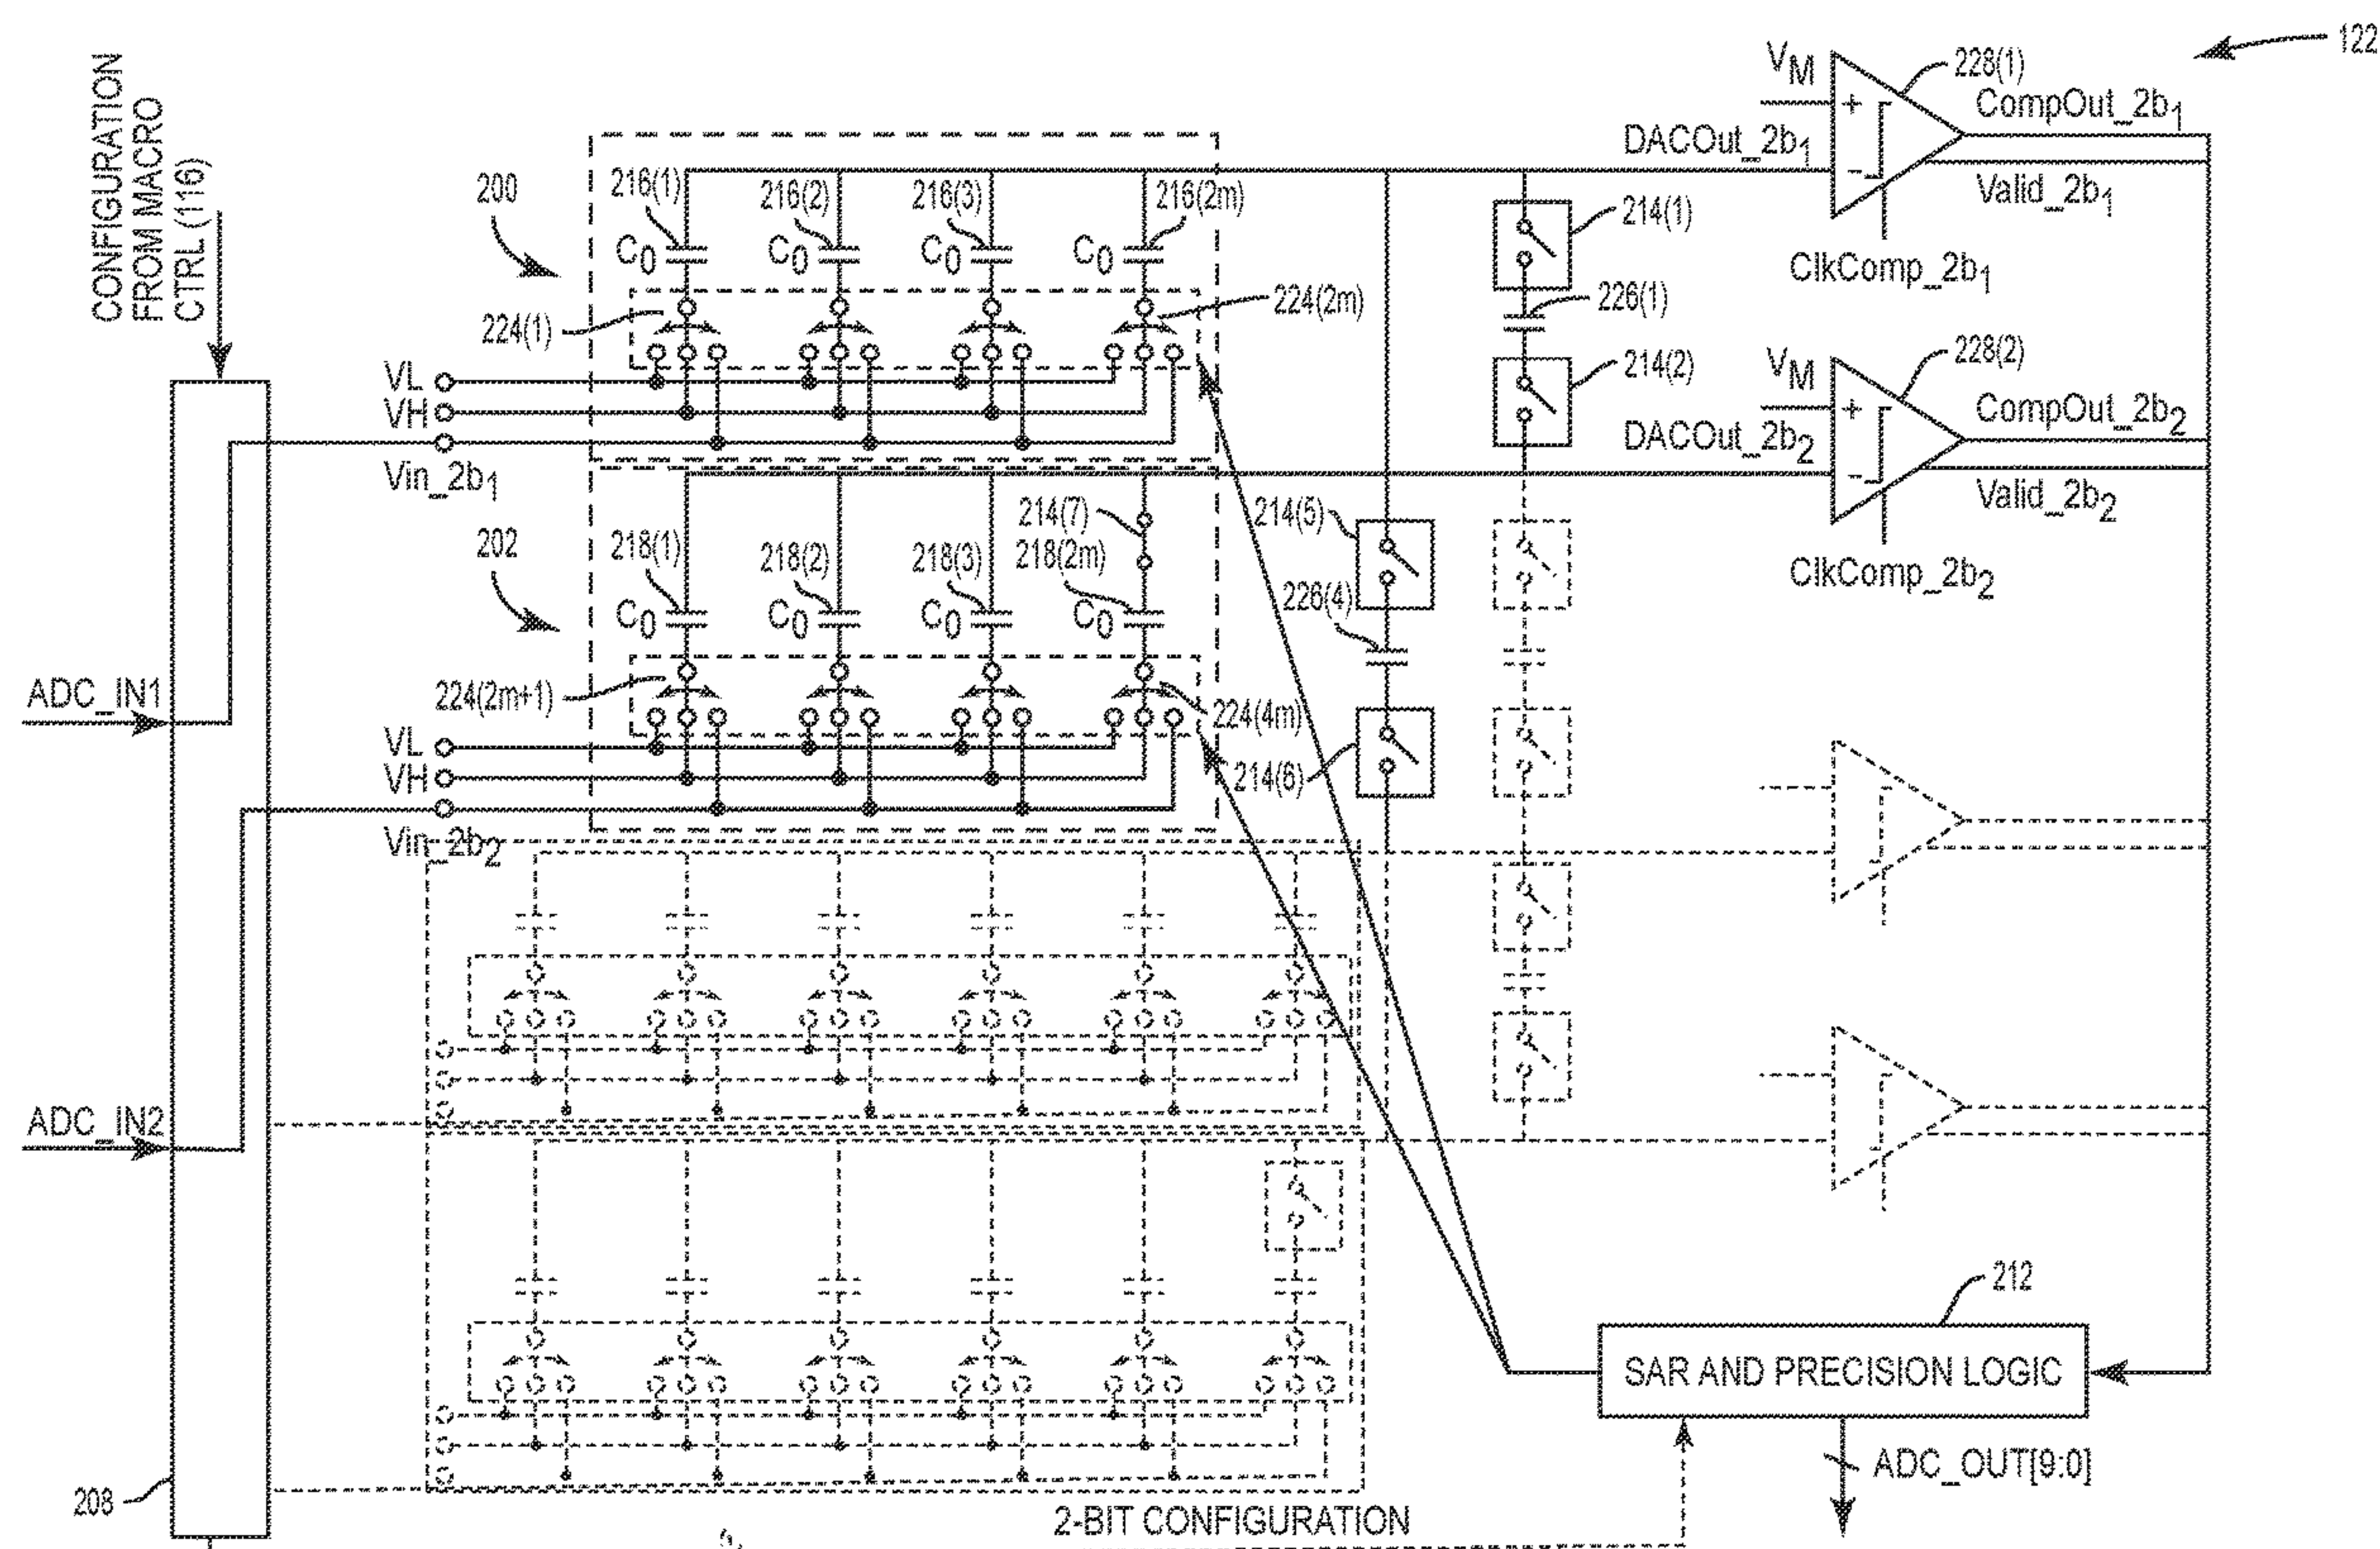 122
CONFIGURATION
FROM MACRO
CTRL (116)
200
216(1)
216(2)
216(3)
216(2m)
C0
C0
C0
C0
224(1)
224(2m)
VL
VH
Vin_2b1
DACOut_2b1
VM
+
−
228(1)
CompOut_2b1
Valid_2b1
ClkComp_2b1
214(1)
226(1)
214(2)
DACOut_2b2
VM
+
−
228(2)
CompOut_2b2
Valid_2b2
ClkComp_2b2
202
218(1)
218(2)
218(3)
214(7)
218(2m)
C0
C0
C0
C0
214(5)
226(4)
214(6)
224(2m+1)
224(4m)
VL
VH
Vin_2b2
ADC_IN1
ADC_IN2
208
212
SAR AND PRECISION LOGIC
ADC_OUT[9:0]
2-BIT CONFIGURATION